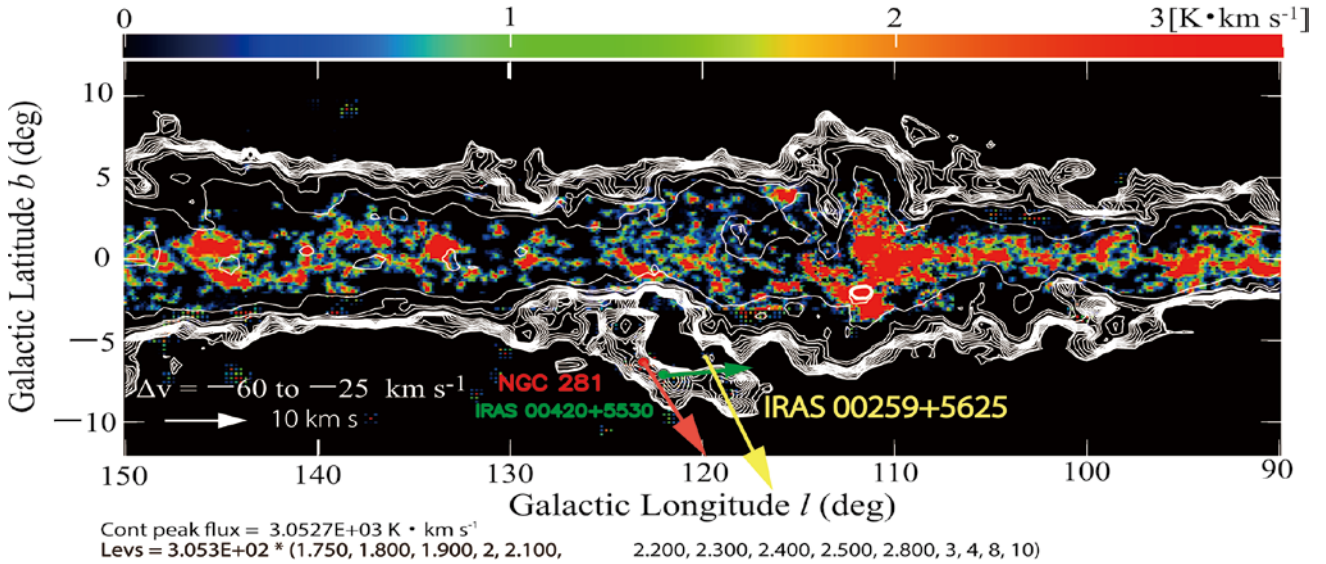 0 1 2 3 [K·km s⁻¹]
10
5
0
−5
−10
Galactic Latitude b (deg)
Δv = −60 to −25 km s⁻¹
10 km s
NGC 281
IRAS 00420+5530
IRAS 00259+5625
150 140 130 120 110 100 90
Galactic Longitude l (deg)
Cont peak flux = 3.0527E+03 K · km s⁻¹
Levs = 3.053E+02 * (1.750, 1.800, 1.900, 2, 2.100, 2.200, 2.300, 2.400, 2.500, 2.800, 3, 4, 8, 10)